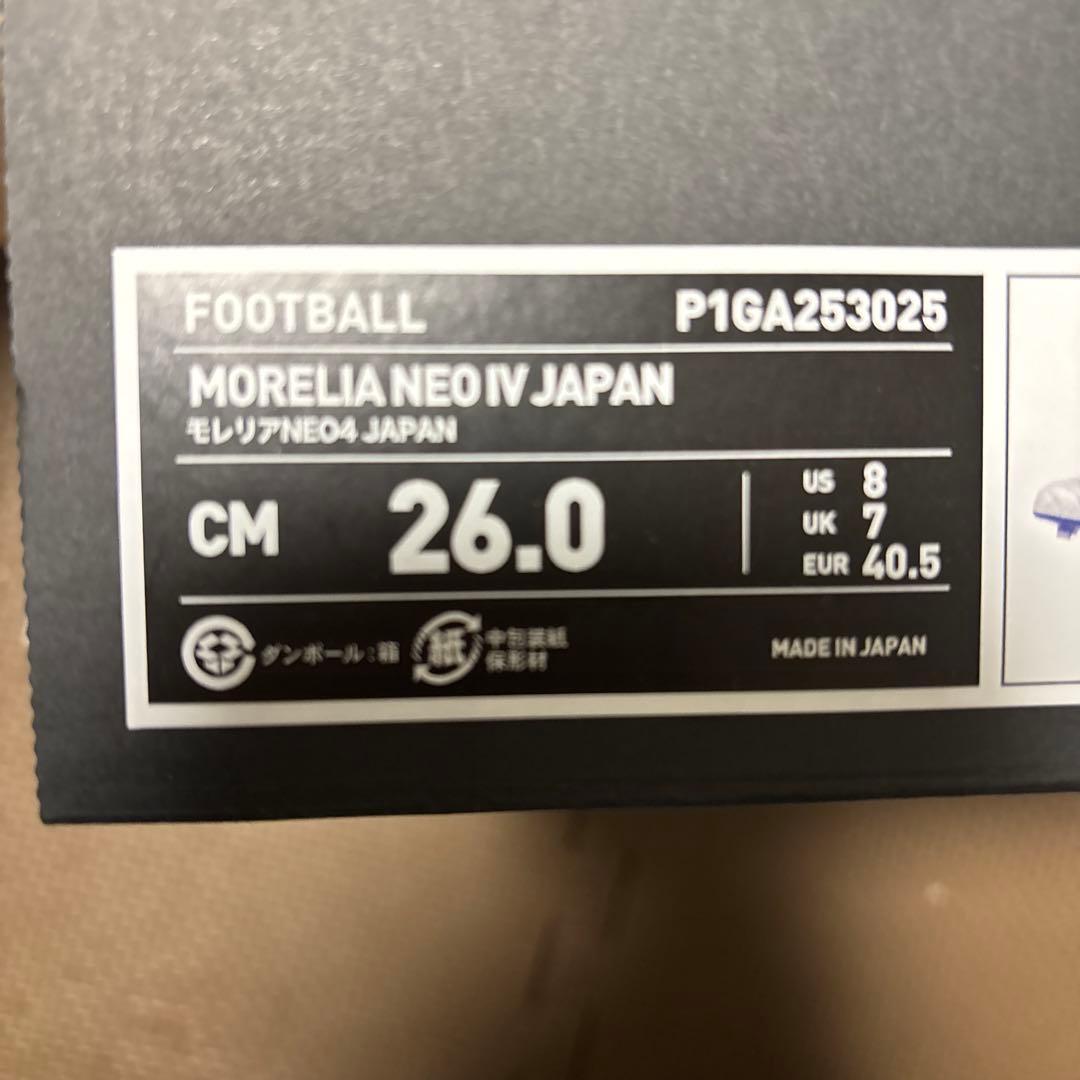 FOOTBALL P1GA253025
MORELIA NEO IV JAPAN
モレリアNEO4 JAPAN
CM 26.0
US 8
UK 7
EUR 40.5
ダンボール:箱 紙 中包装紙
保形材
MADE IN JAPAN